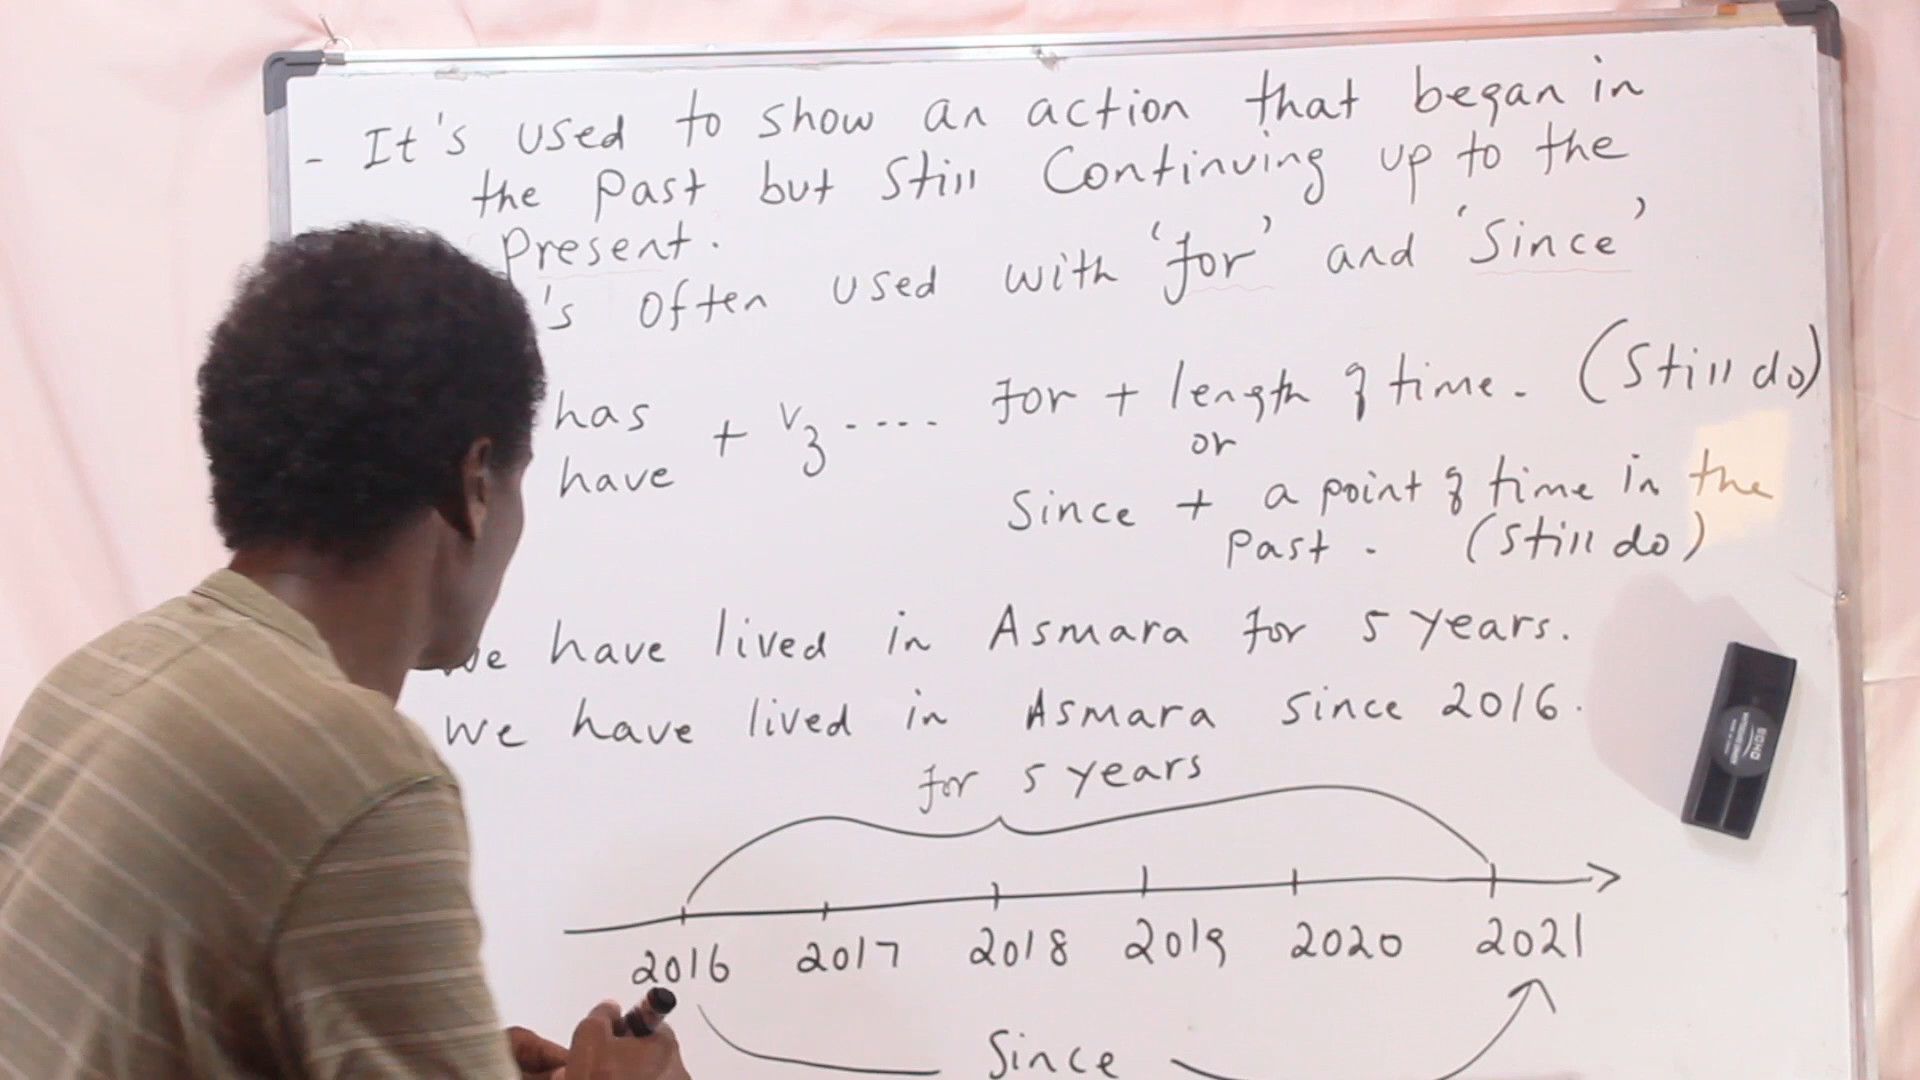 - It's used to show an action that began in
the Past but Still Continuing up to the
Present.
's often used with 'for' and 'Since'
has
have + V3 .... for + length of time. (Still do)
or
Since + a point of time in the
Past. (Still do)
We have lived in Asmara for 5 years.
We have lived in Asmara since 2016.
for 5 years
2016 2017 2018 2019 2020 2021
Since
ECHO